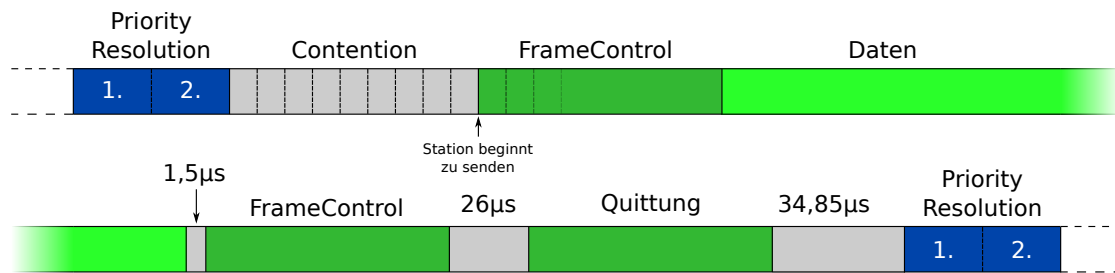 Priority
Resolution
Contention
FrameControl
Daten
1.
2.
Station beginnt
zu senden
1,5µs
FrameControl
26µs
Quittung
34,85µs
Priority
Resolution
1.
2.